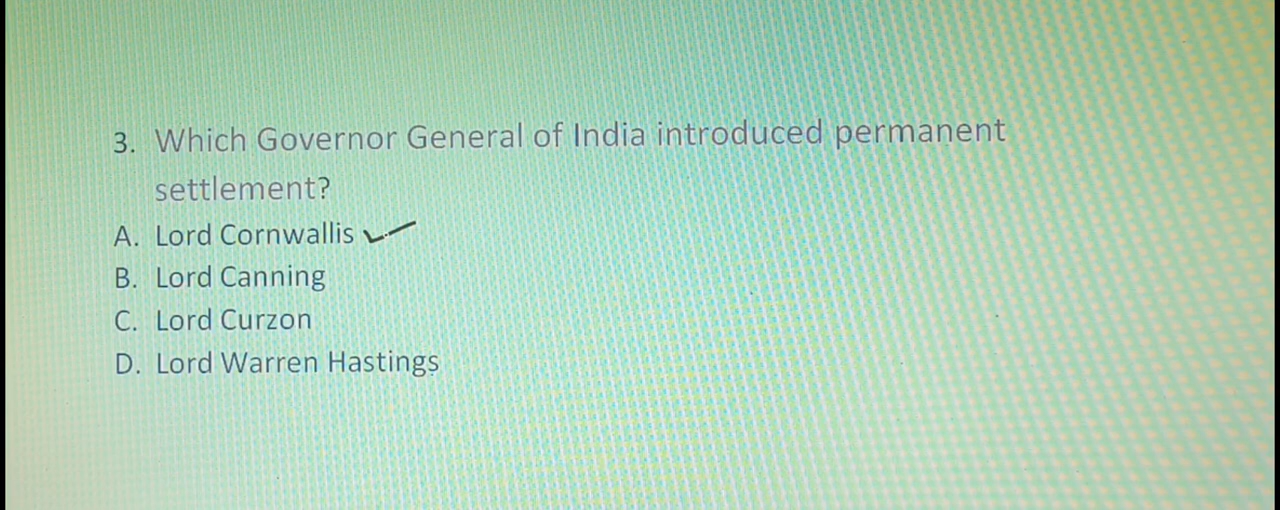 3. Which Governor General of India introduced permanent
settlement?
A. Lord Cornwallis
B. Lord Canning
C. Lord Curzon
D. Lord Warren Hastings